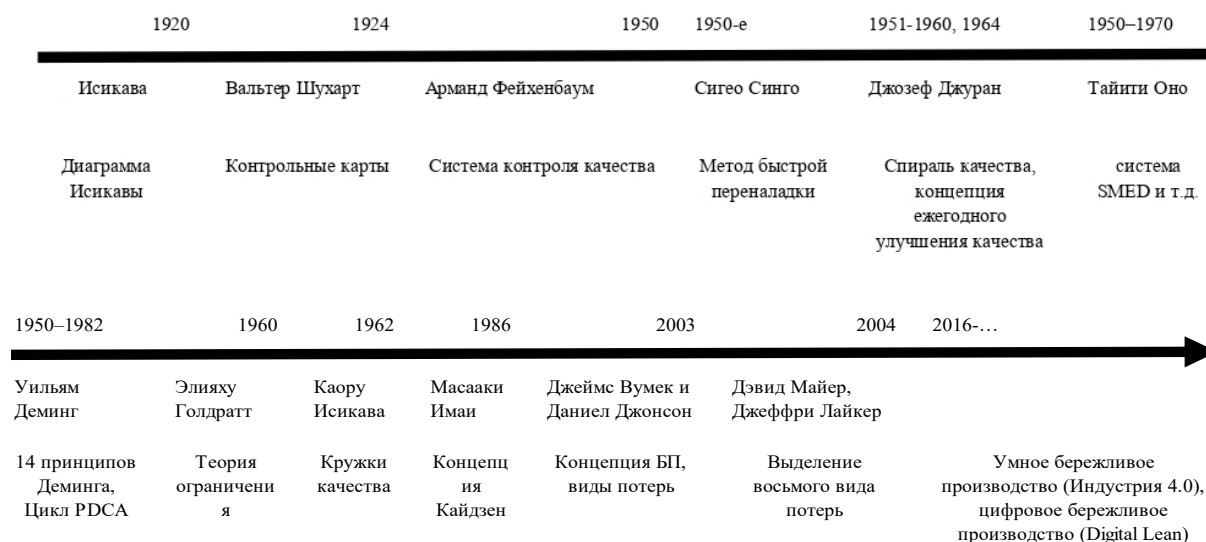 1920 1924 1950 1950-е 1951-1960, 1964 1950–1970
Исикава Вальтер Шухарт Арманд Фейхенбаум Сигео Синго Джозеф Джуран Тайити Оно
Диаграмма Контрольные карты Система контроля качества Метод быстрой Спираль качества, система
Исикавы переналадки концепция SMED и т.д.
ежегодного
улучшения качества
1950–1982 1960 1962 1986 2003 2004 2016-…
Уильям Элияху Каору Масааки Джеймс Вумек и Дэвид Майер,
Деминг Голдратт Исикава Имаи Даниел Джонсон Джеффри Лайкер
14 принципов Теория Кружки Концепц Концепция БП, Выделение Умное бережливое
Деминга, ограничени качества ия виды потерь восьмого вида производство (Индустрия 4.0),
Цикл PDCA я Кайдзен потерь цифровое бережливое
производство (Digital Lean)